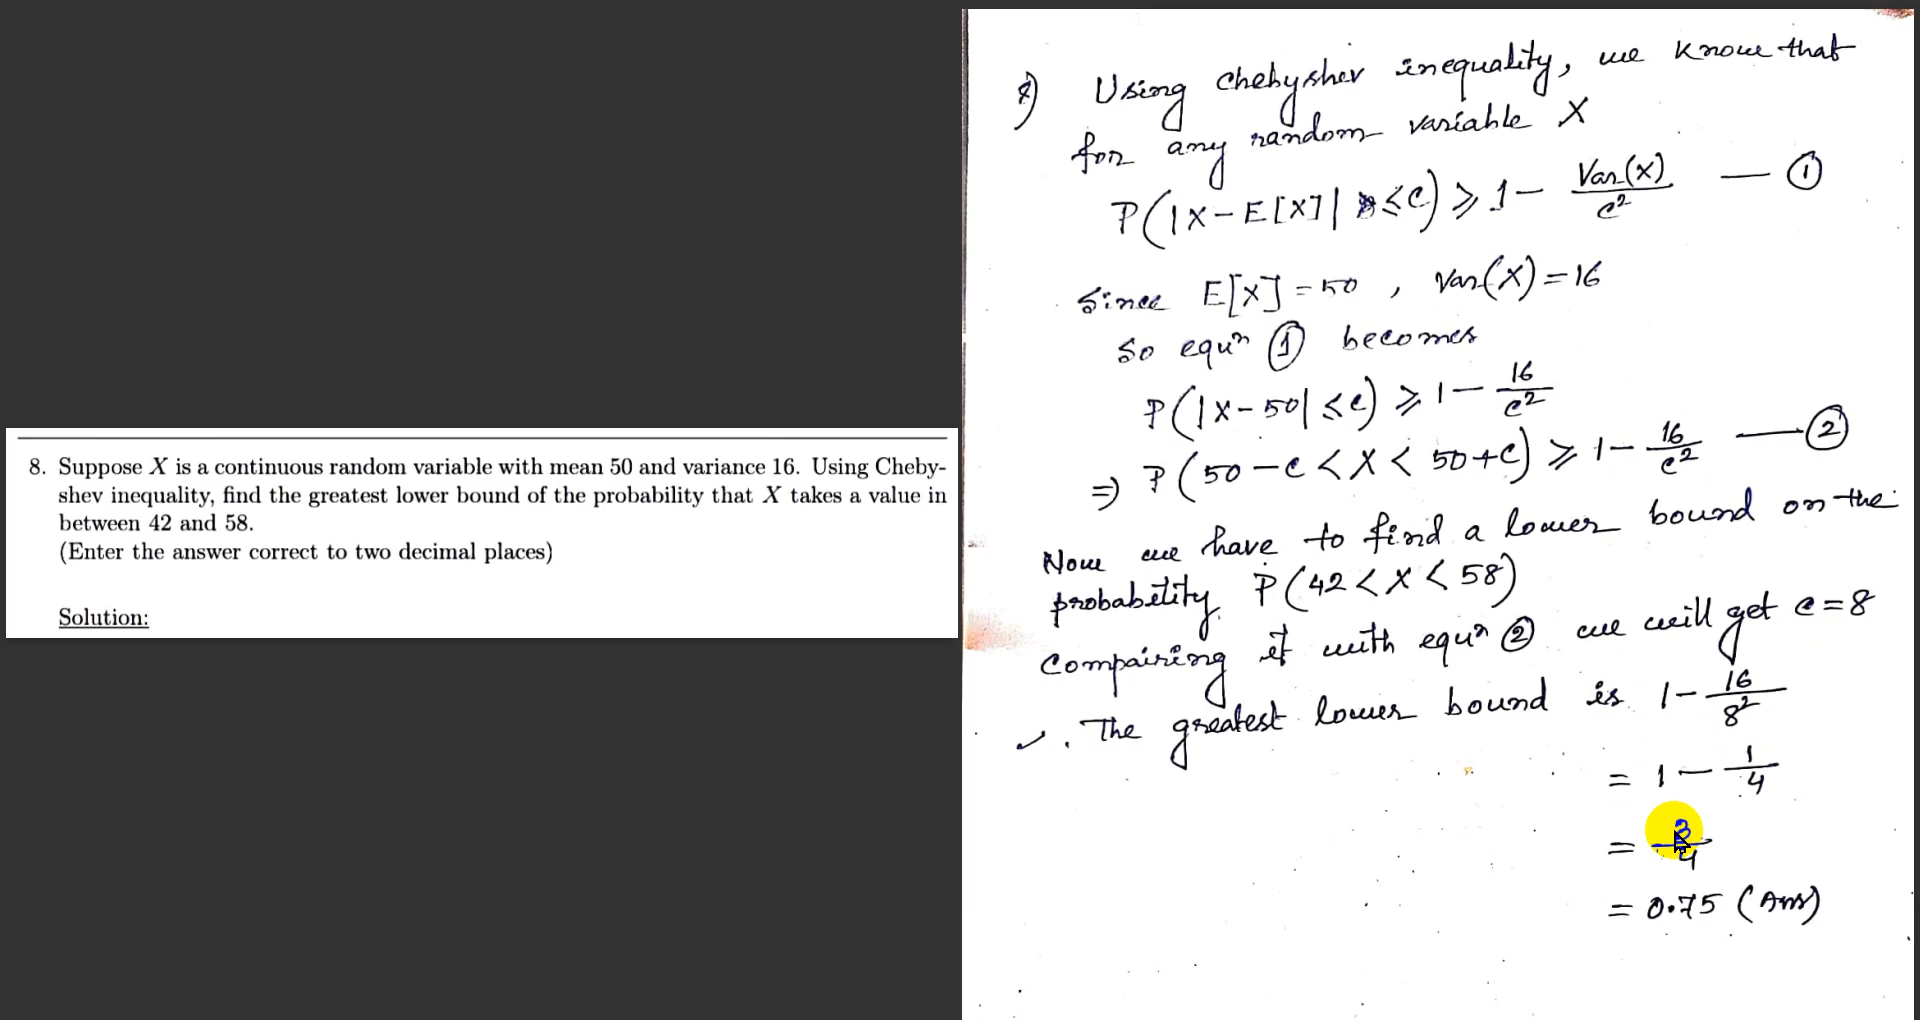 8. Suppose X is a continuous random variable with mean 50 and variance 16. Using Cheby-
shev inequality, find the greatest lower bound of the probability that X takes a value in
between 42 and 58.
(Enter the answer correct to two decimal places)
Solution:
8) Using Chebyshev inequality, we know that
for any random variable X
P(|X-E[X]| ≤ c) ≥ 1 - Var(X)/c² — ①
Since E[X] = 50, Var(X) = 16
So equⁿ ① becomes
P(|X-50| ≤ c) ≥ 1 - 16/c²
⇒ P(50-c < X < 50+c) ≥ 1 - 16/c² — ②
Now we have to find a lower bound on the
probability P(42 < X < 58)
Compairing it with equⁿ ② we will get c = 8
∴ The greatest lower bound is 1 - 16/8²
= 1 - 1/4
= 3/4
= 0.75 (Ans)